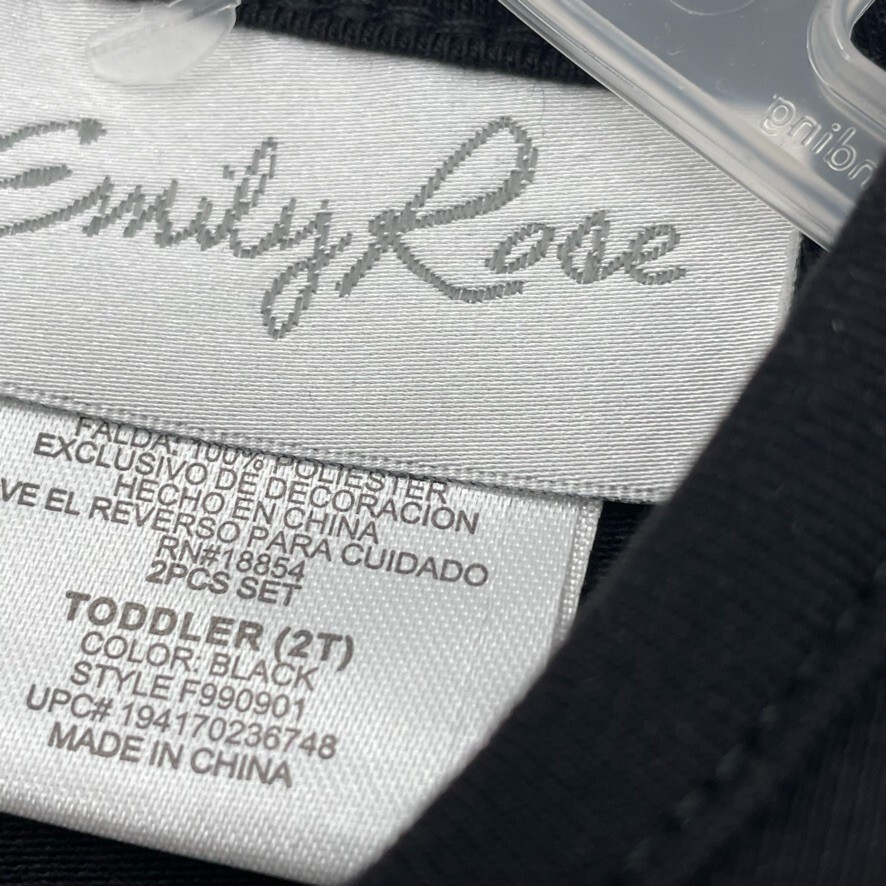 Emily Rose
FALDA: 100% POLIESTER
EXCLUSIVO DE DECORACION
HECHO EN CHINA
VE EL REVERSO PARA CUIDADO
RN#18854
2PCS SET
TODDLER (2T)
COLOR: BLACK
STYLE F990901
UPC# 194170236748
MADE IN CHINA